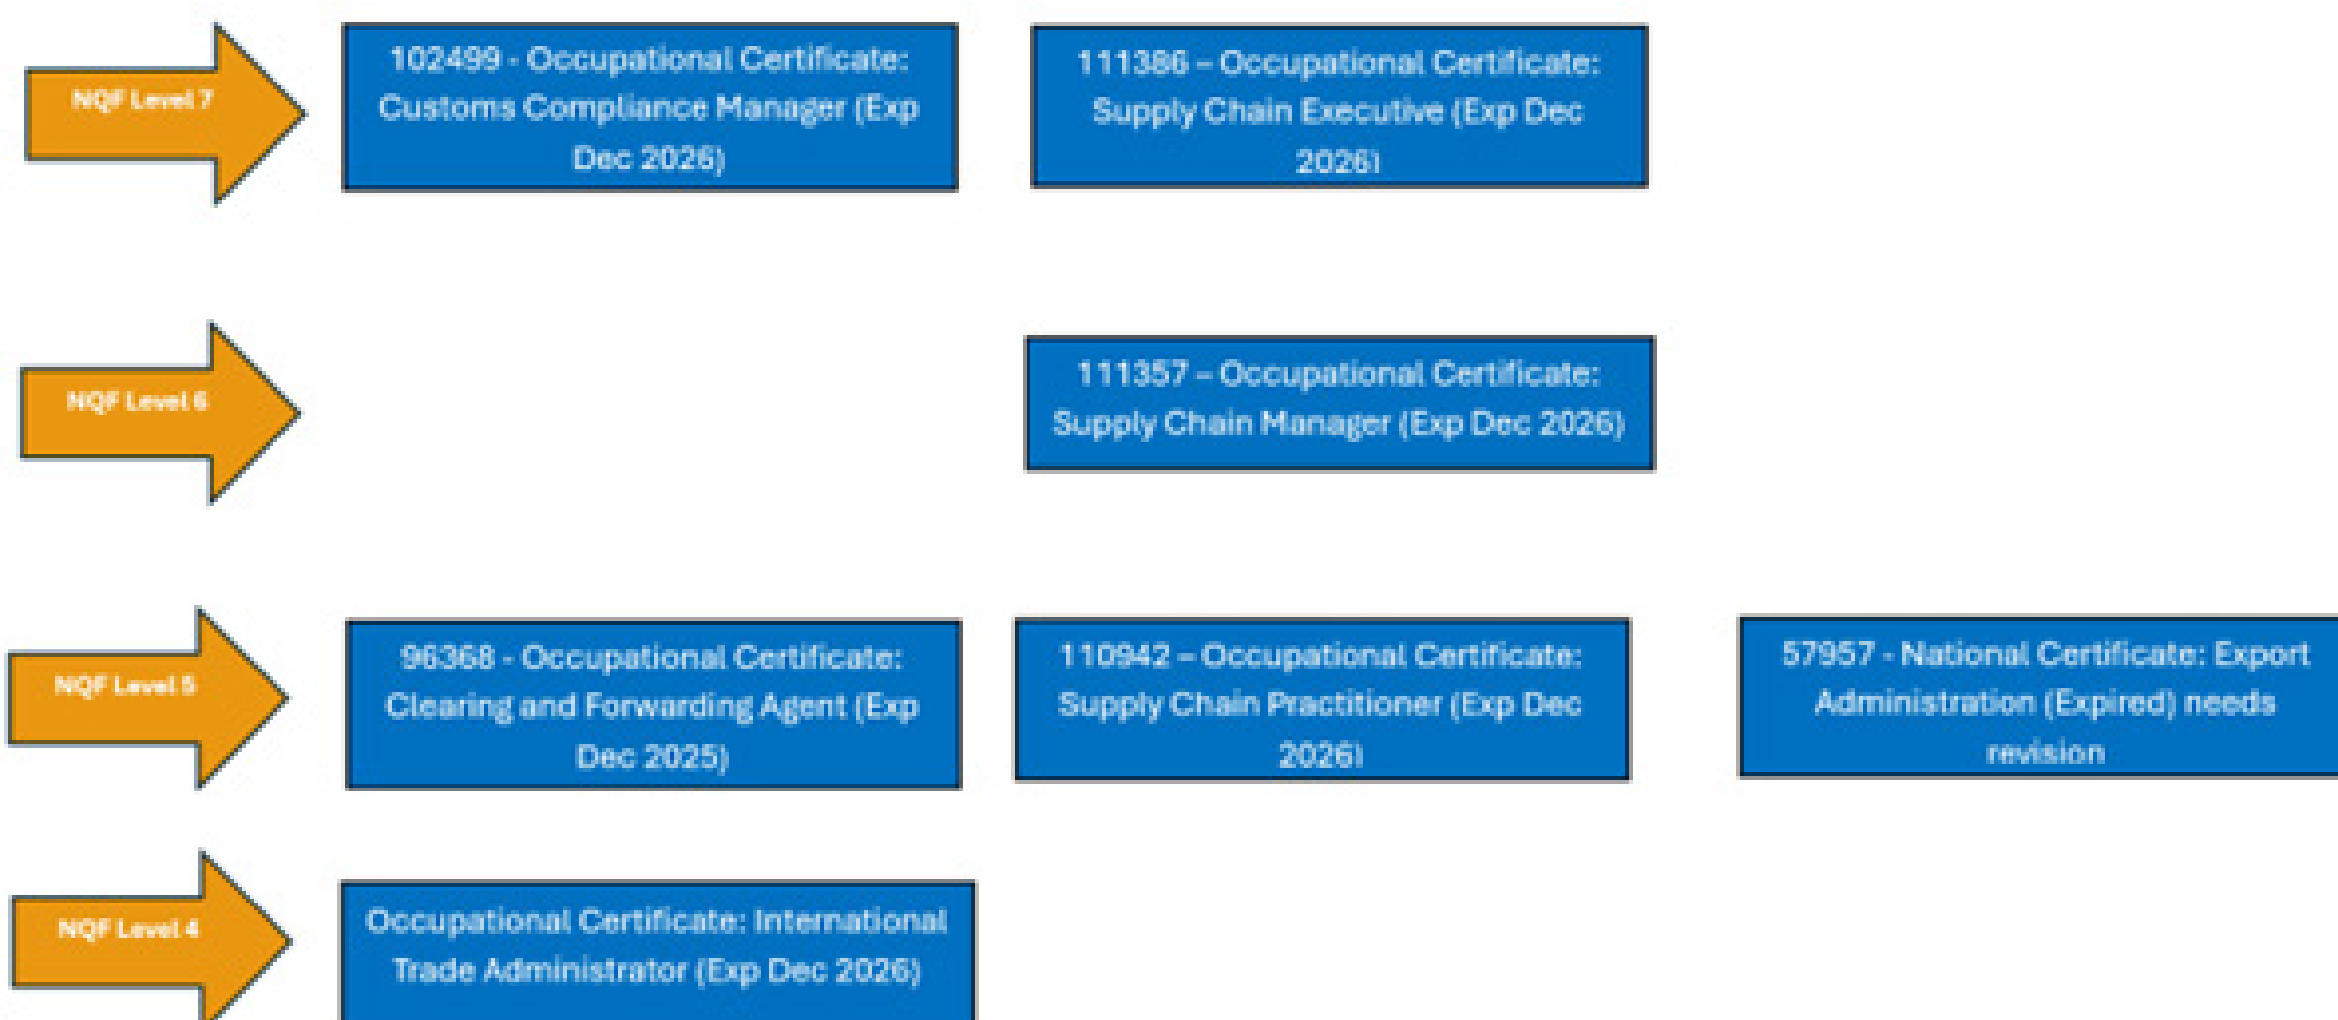 NQF Level 7
102499 - Occupational Certificate:
Customs Compliance Manager (Exp
Dec 2026)
111386 – Occupational Certificate:
Supply Chain Executive (Exp Dec
2026)
NQF Level 6
111357 – Occupational Certificate:
Supply Chain Manager (Exp Dec 2026)
NQF Level 5
96368 - Occupational Certificate:
Clearing and Forwarding Agent (Exp
Dec 2025)
110942 – Occupational Certificate:
Supply Chain Practitioner (Exp Dec
2026)
57957 - National Certificate: Export
Administration (Expired) needs
revision
NQF Level 4
Occupational Certificate: International
Trade Administrator (Exp Dec 2026)